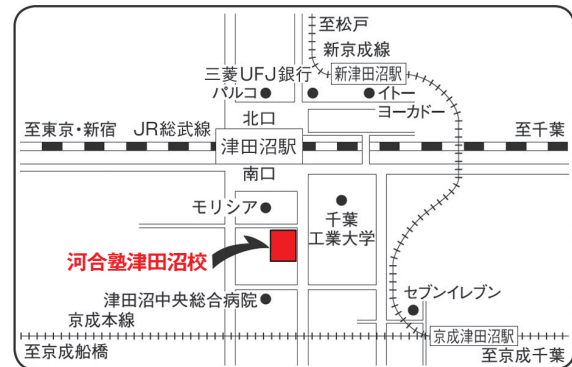 至松戸
新京成線
三菱UFJ銀行
新津田沼駅
パルコ
イトー
ヨーカドー
北口
至東京・新宿
JR総武線
津田沼駅
至千葉
南口
モリシア
千葉
工業大学
河合塾津田沼校
津田沼中央総合病院
セブンイレブン
京成本線
京成津田沼駅
至京成船橋
至京成千葉